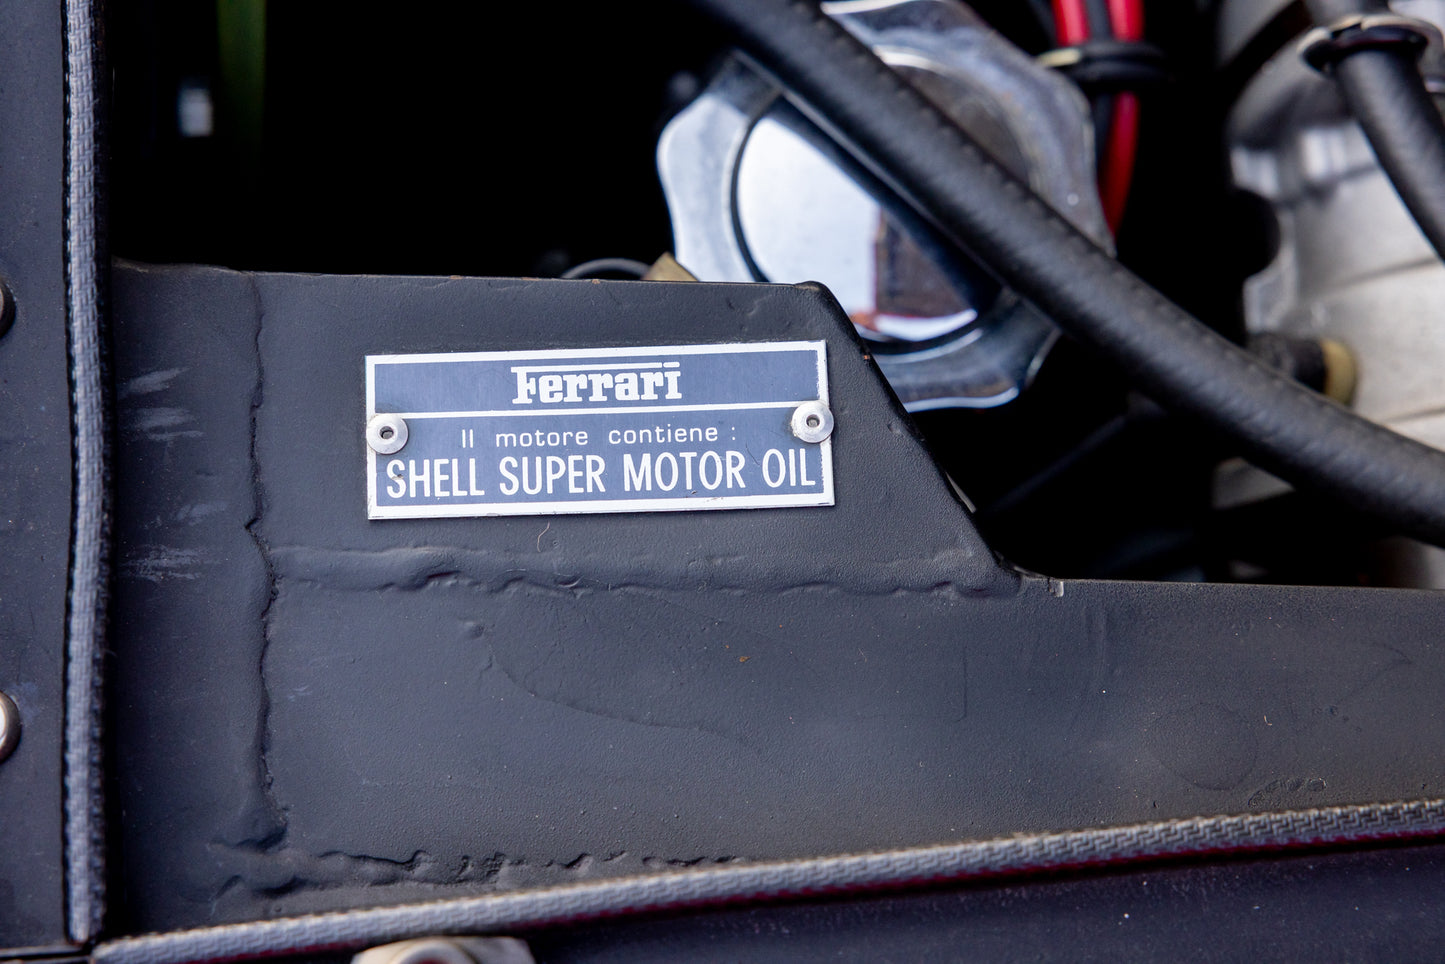 Ferrari
Il motore contiene :
SHELL SUPER MOTOR OIL